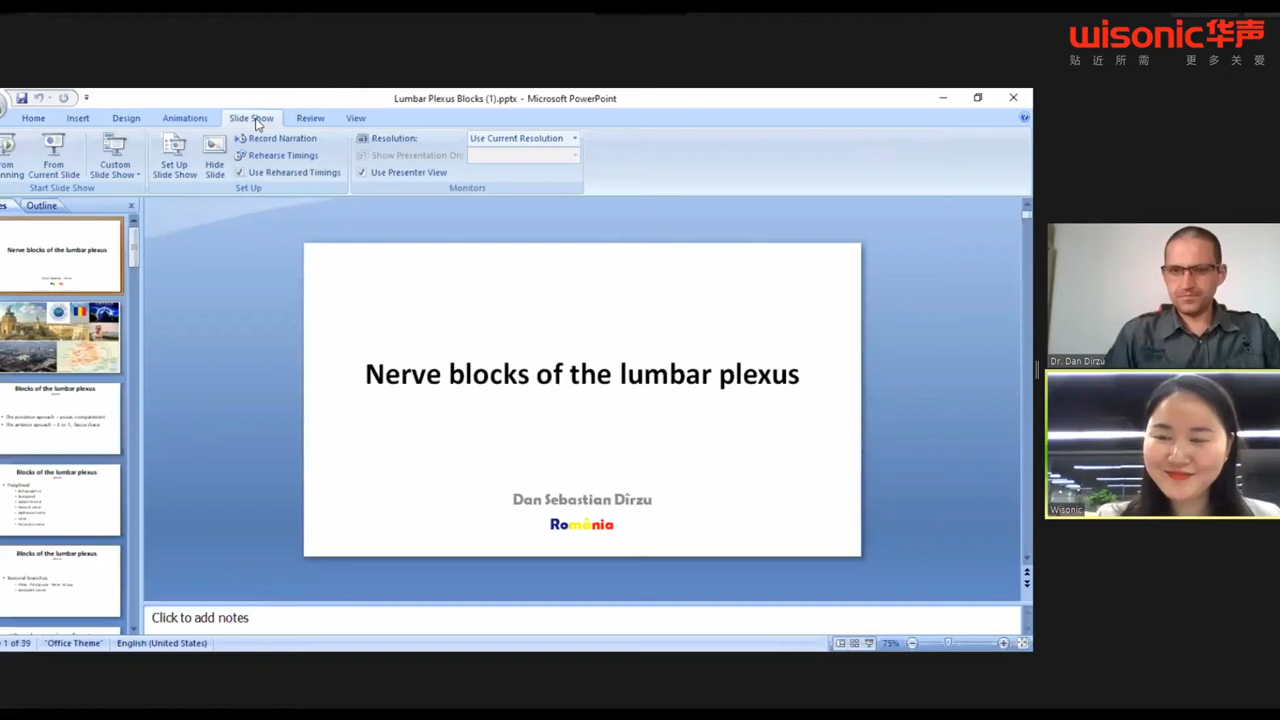 wisonic华声
贴近所需 更多关爱
Lumbar Plexus Blocks (1).pptx - Microsoft PowerPoint
Home Insert Design Animations Slide Show Review View
From Current Slide
Custom Slide Show
Start Slide Show
Set Up Slide Show
Hide Slide
Record Narration
Rehearse Timings
Use Rehearsed Timings
Set Up
Resolution: Use Current Resolution
Show Presentation On:
Use Presenter View
Monitors
Outline
Nerve blocks of the lumbar plexus
Blocks of the lumbar plexus
Blocks of the lumbar plexus
Blocks of the lumbar plexus
Nerve blocks of the lumbar plexus
Dan Sebastian Dîrzu
România
Click to add notes
1 of 39 "Office Theme" English (United States) 75%
Dr. Dan Dirzu
Wisonic